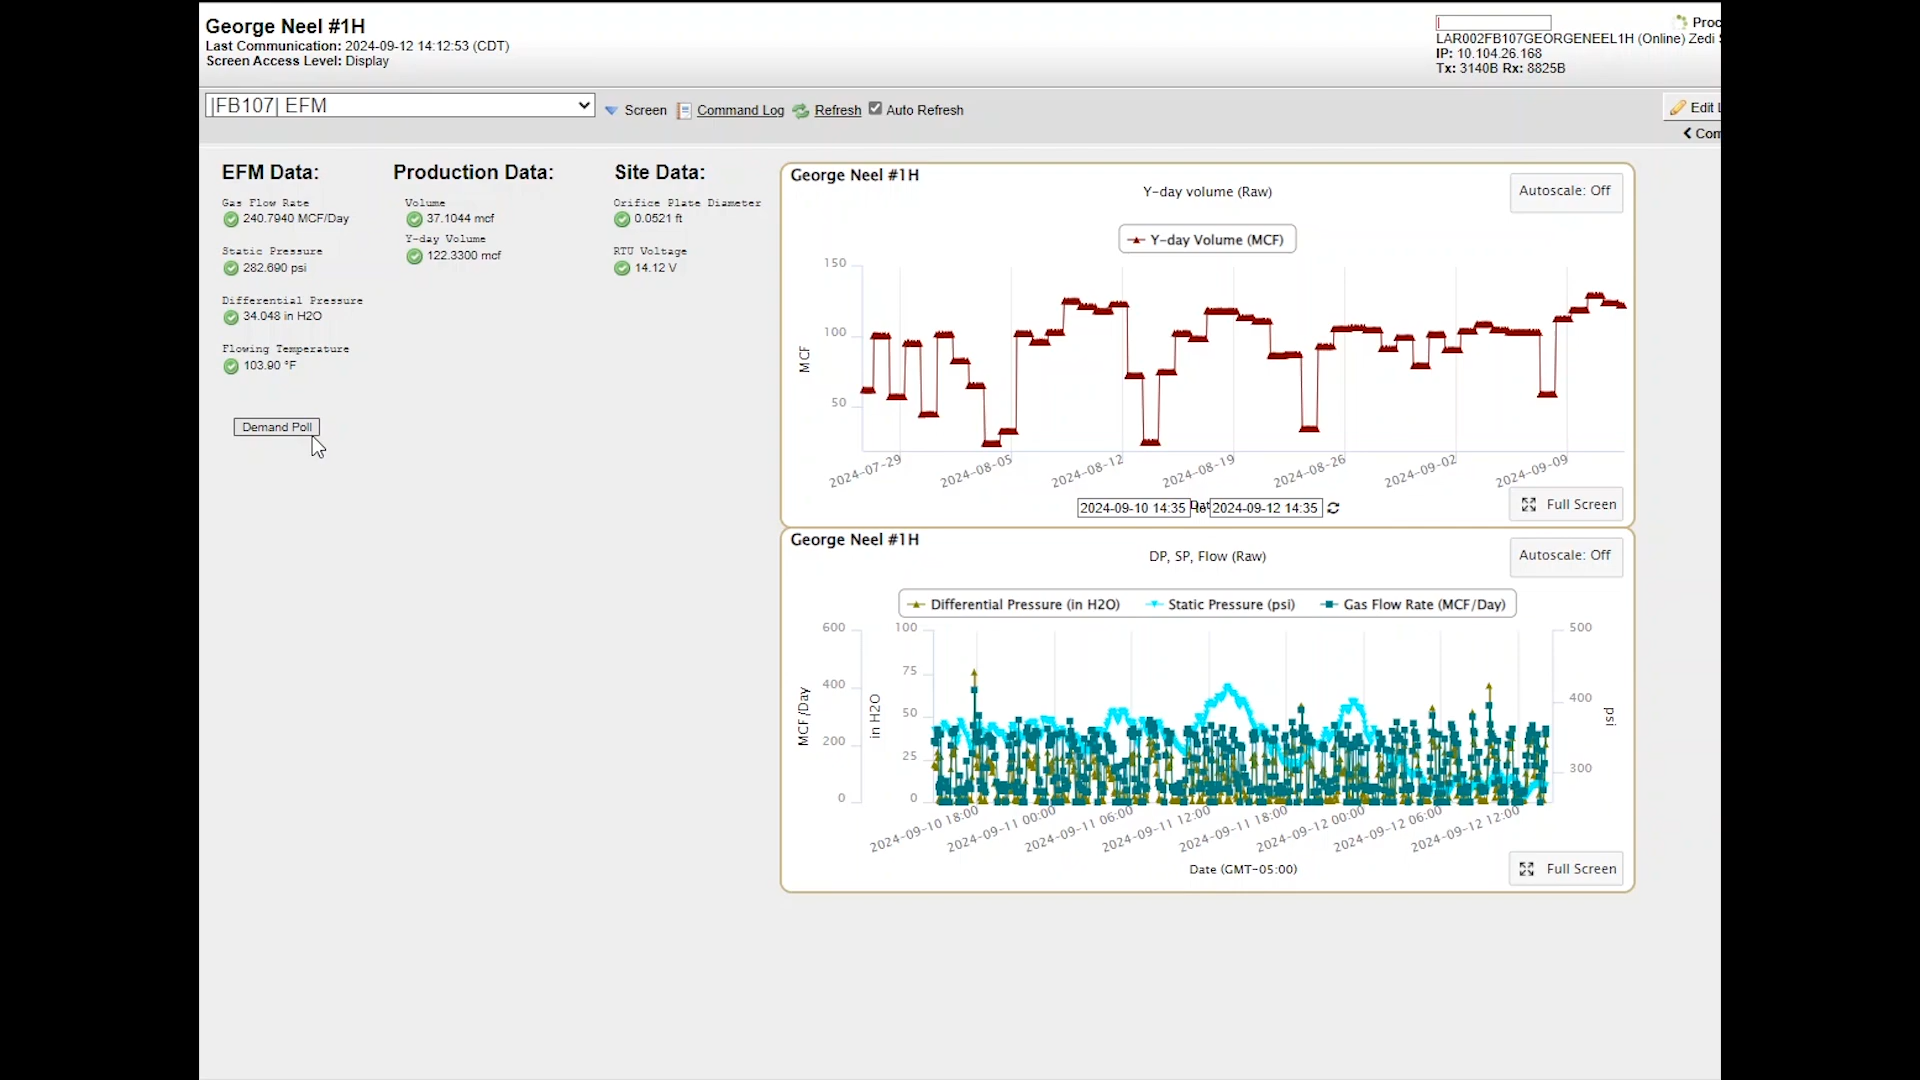 George Neel #1H
Last Communication: 2024-09-12 14:12:53 (CDT)
Screen Access Level: Display
Proc
LAR002FB107GEORGENEEL1H (Online) Zedi
IP: 10.104.26.168
Tx: 3140B Rx: 8825B
|FB107| EFM
Screen
Command Log
Refresh
Auto Refresh
Edit
Com
EFM Data:
Gas Flow Rate
240.7940 MCF/Day
Static Pressure
282.690 psi
Differential Pressure
34.048 in H2O
Flowing Temperature
103.90 °F
Demand Poll
Production Data:
Volume
37.1044 mcf
Y-day Volume
122.3300 mcf
Site Data:
Orifice Plate Diameter
0.0521 ft
RTU Voltage
14.12 V
George Neel #1H
Y-day volume (Raw)
Autoscale: Off
Y-day Volume (MCF)
150
100
50
MCF
2024-07-29
2024-08-05
2024-08-12
2024-08-19
2024-08-26
2024-09-02
2024-09-09
2024-09-10 14:35 to 2024-09-12 14:35
Full Screen
George Neel #1H
DP, SP, Flow (Raw)
Autoscale: Off
Differential Pressure (in H2O)
Static Pressure (psi)
Gas Flow Rate (MCF/Day)
600
400
200
0
MCF/Day
100
75
50
25
0
in H2O
500
400
300
psi
2024-09-10 18:00
2024-09-11 00:00
2024-09-11 06:00
2024-09-11 12:00
2024-09-11 18:00
2024-09-12 00:00
2024-09-12 06:00
2024-09-12 12:00
Date (GMT-05:00)
Full Screen